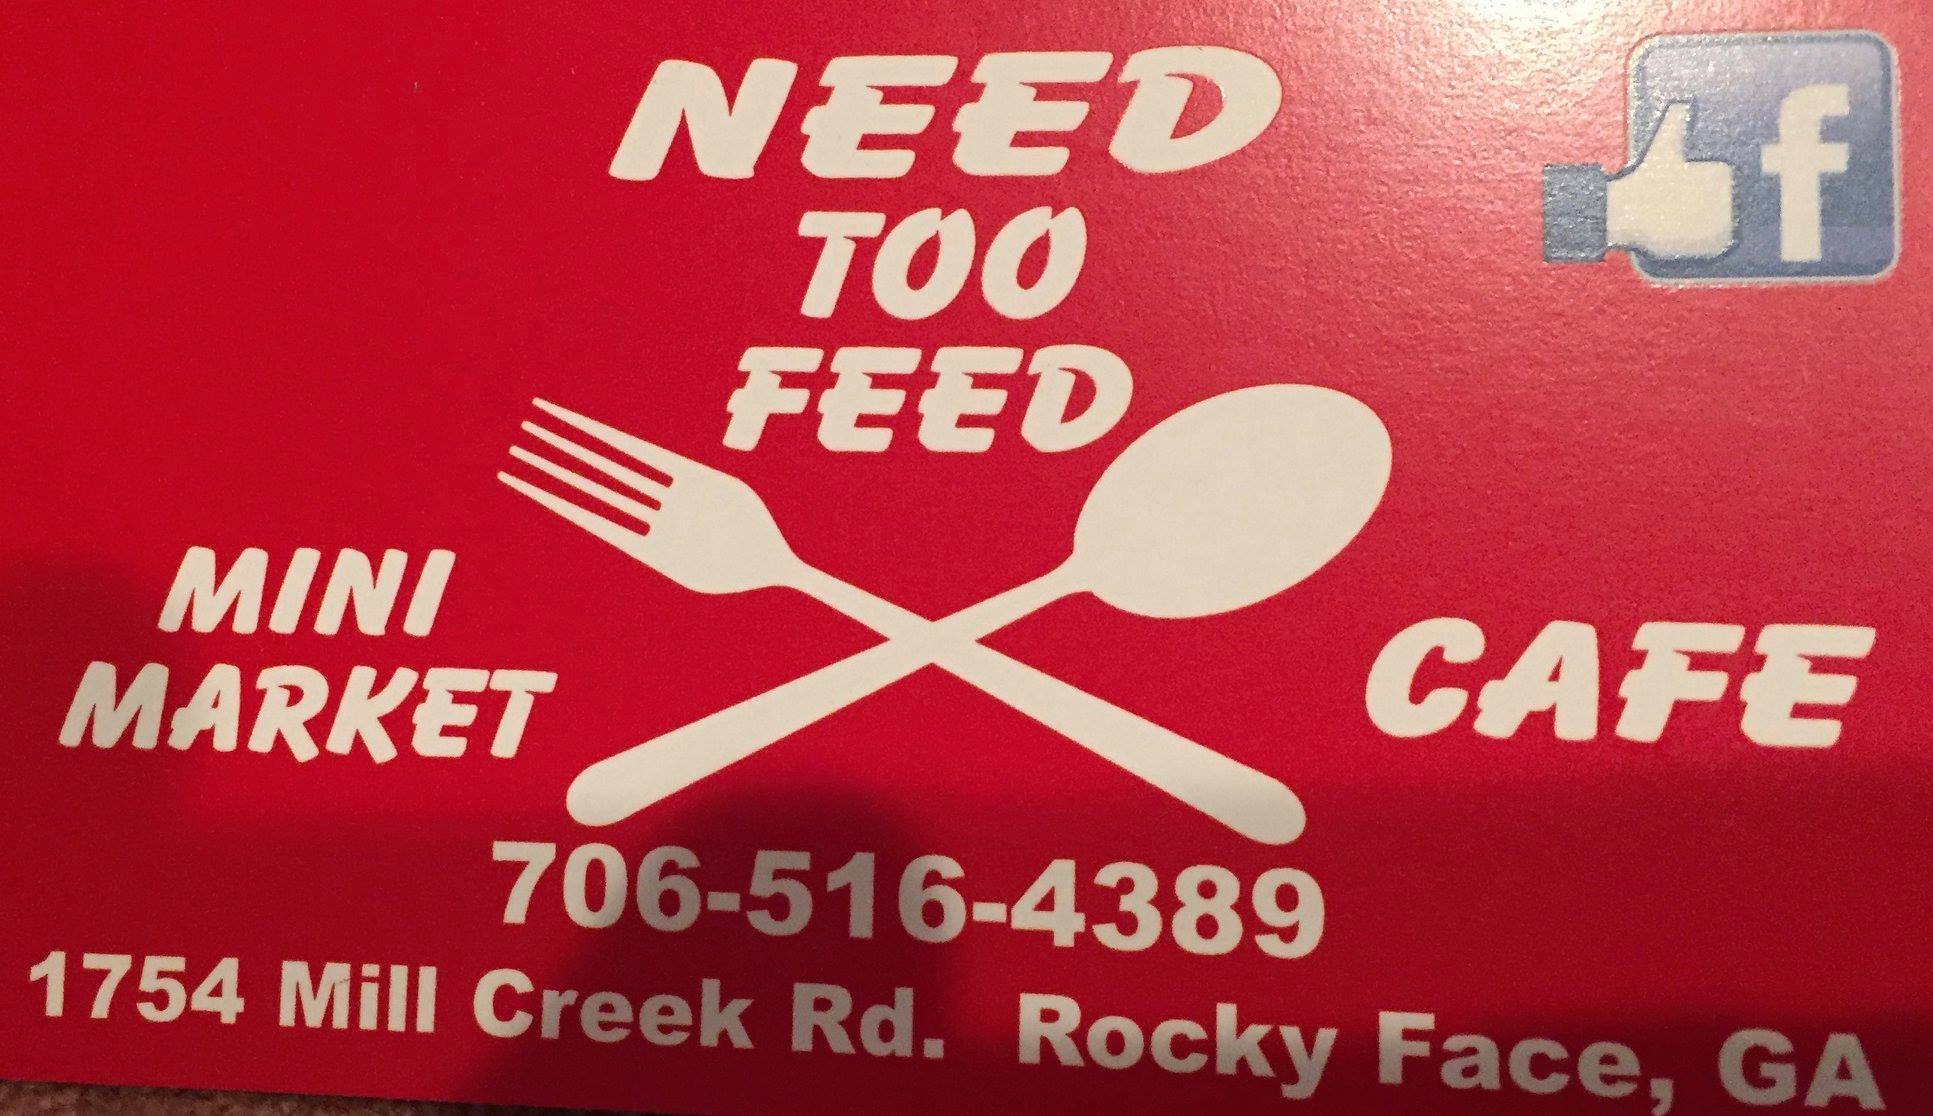 NEED
TOO
FEED
f
MINI
MARKET
CAFE
706-516-4389
1754 Mill Creek Rd. Rocky Face, GA